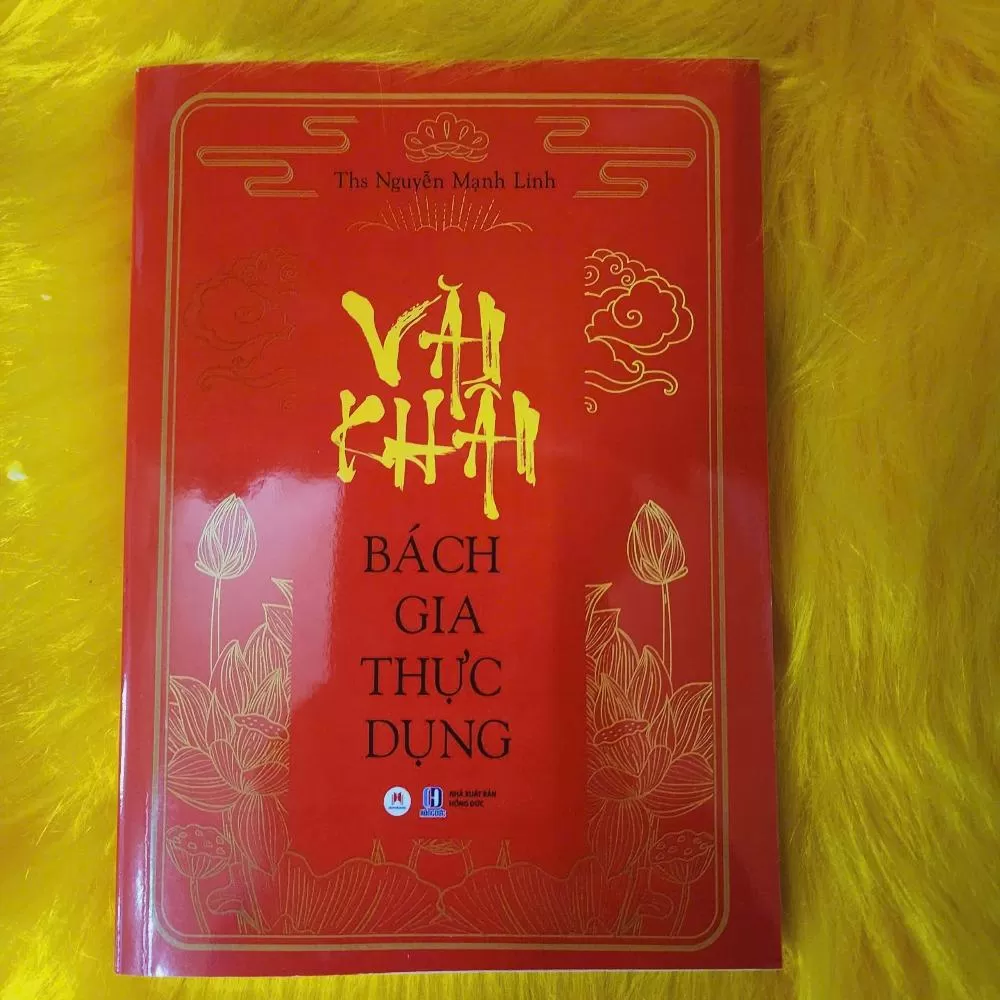 Ths Nguyễn Mạnh Linh
VĂN
KHẤN
BÁCH
GIA
THỰC
DỤNG
NHÀ XUẤT BẢN
HỒNG ĐỨC